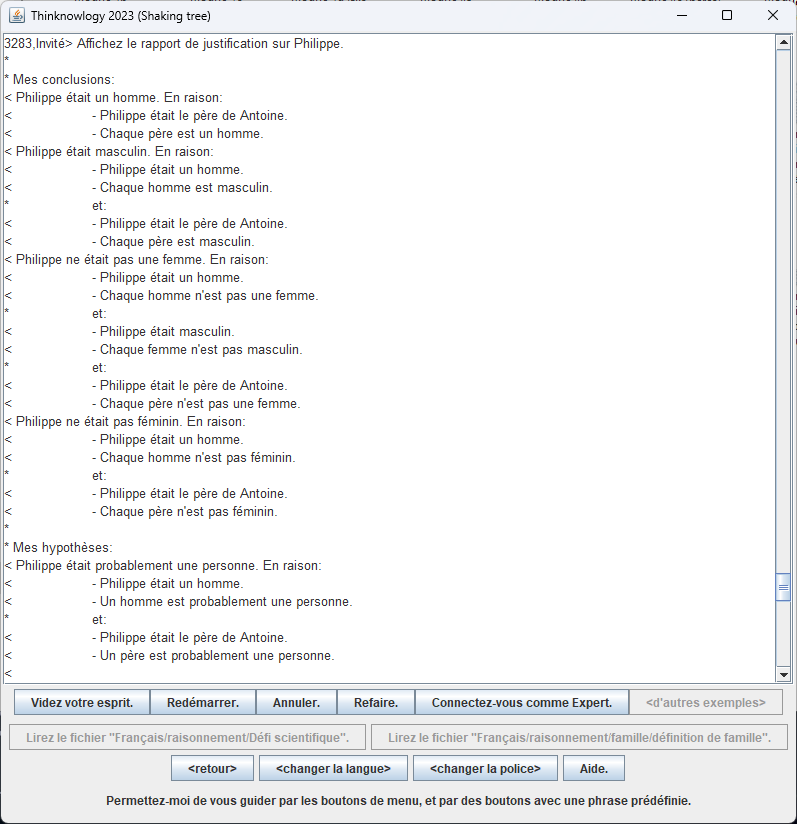 Thinknowlogy 2023 (Shaking tree)
3283,Invité> Affichez le rapport de justification sur Philippe.
*
* Mes conclusions:
< Philippe était un homme. En raison:
< - Philippe était le père de Antoine.
< - Chaque père est un homme.
< Philippe était masculin. En raison:
< - Philippe était un homme.
< - Chaque homme est masculin.
* et:
< - Philippe était le père de Antoine.
< - Chaque père est masculin.
< Philippe ne était pas une femme. En raison:
< - Philippe était un homme.
< - Chaque homme n'est pas une femme.
* et:
< - Philippe était masculin.
< - Chaque femme n'est pas masculin.
* et:
< - Philippe était le père de Antoine.
< - Chaque père n'est pas une femme.
< Philippe ne était pas féminin. En raison:
< - Philippe était un homme.
< - Chaque homme n'est pas féminin.
* et:
< - Philippe était le père de Antoine.
< - Chaque père n'est pas féminin.
*
* Mes hypothèses:
< Philippe était probablement une personne. En raison:
< - Philippe était un homme.
< - Un homme est probablement une personne.
* et:
< - Philippe était le père de Antoine.
< - Un père est probablement une personne.
<
Videz votre esprit. Redémarrer. Annuler. Refaire. Connectez-vous comme Expert. <d'autres exemples>
Lirez le fichier "Français/raisonnement/Défi scientifique". Lirez le fichier "Français/raisonnement/famille/définition de famille".
<retour> <changer la langue> <changer la police> Aide.
Permettez-moi de vous guider par les boutons de menu, et par des boutons avec une phrase prédéfinie.